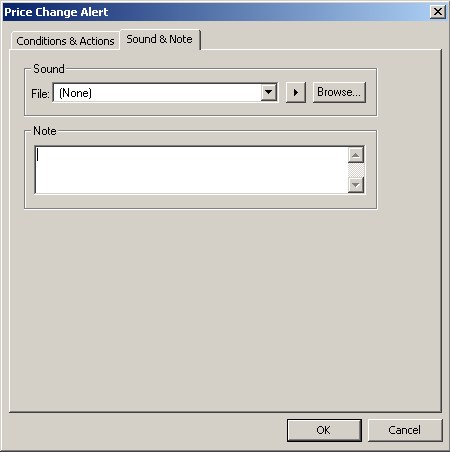 Price Change Alert
Conditions & Actions
Sound & Note
Sound
File:
(None)
Browse...
Note
OK
Cancel